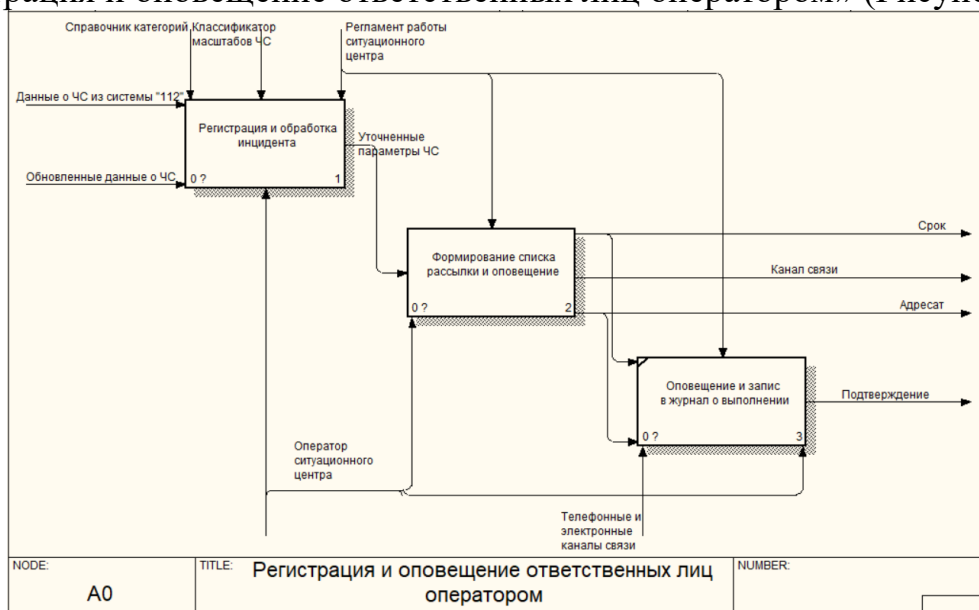 рация и оповещение ответственных лиц оператором» (Рисуно
Справочник категорий
Классификатор
масштабов ЧС
Регламент работы
ситуационного
центра
Данные о ЧС из системы "112"
Регистрация и обработка
инцидента
0 ?
1
Уточненные
параметры ЧС
Обновленные данные о ЧС
Формирование списка
рассылки и оповещение
0 ?
2
Срок
Канал связи
Адресат
Оповещение и запис
в журнал о выполнении
0 ?
3
Подтверждение
Оператор
ситуационного
центра
Телефонные и
электронные
каналы связи
NODE:
A0
TITLE:
Регистрация и оповещение ответственных лиц
оператором
NUMBER: